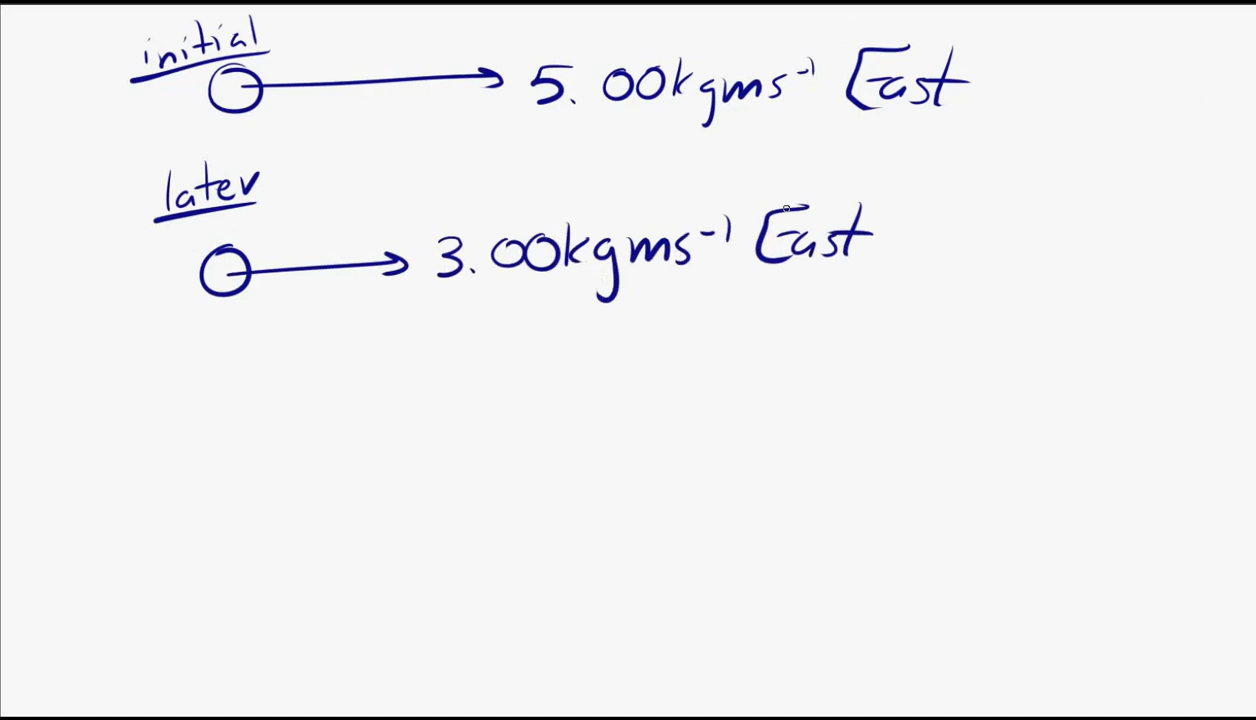 initial
5.00kgms⁻¹ East
later
3.00kgms⁻¹ East